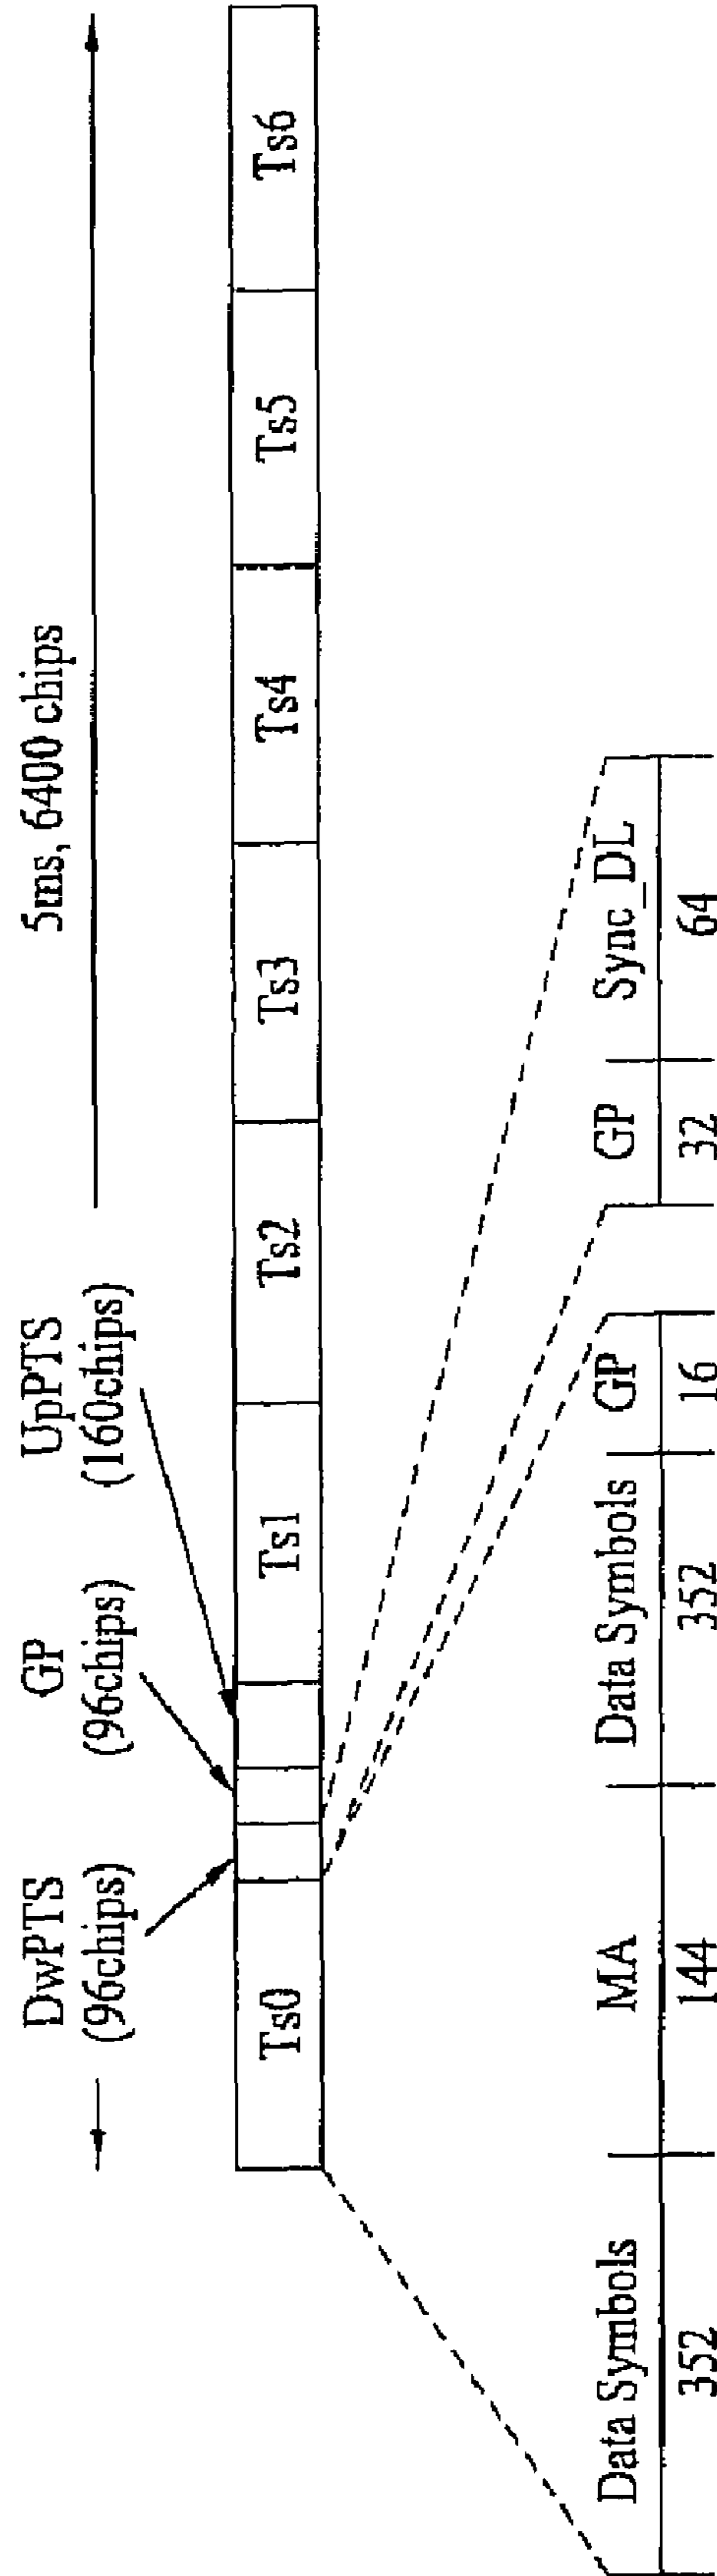 5ms, 6400 chips
DwPTS
(96chips)
GP
(96chips)
UpPTS
(160chips)
Ts0
Ts1
Ts2
Ts3
Ts4
Ts5
Ts6
Data Symbols
352
MA
144
Data Symbols
352
GP
16
GP
32
Sync_DL
64